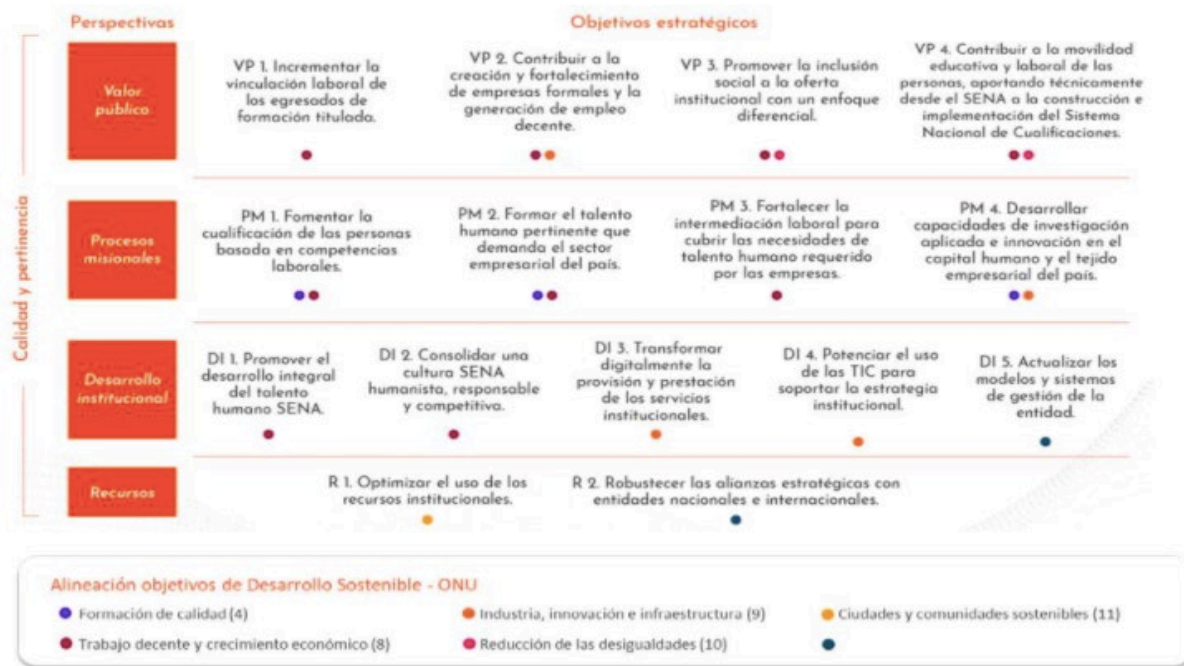 Perspectivas
Objetivos estratégicos
Calidad y pertinencia
Valor
público
VP 1. Incrementar la
vinculación laboral de
los egresados de
formación titulada.
VP 2. Contribuir a la
creación y fortalecimiento
de empresas formales y la
generación de empleo
decente.
VP 3. Promover la inclusión
social a la oferta
institucional con un enfoque
diferencial.
VP 4. Contribuir a la movilidad
educativa y laboral de las
personas, aportando técnicamente
desde el SENA a la construcción e
implementación del Sistema
Nacional de Cualificaciones.
Procesos
misionales
PM 1. Fomentar la
cualificación de las personas
basada en competencias
laborales.
PM 2. Formar el talento
humano pertinente que
demanda el sector
empresarial del país.
PM 3. Fortalecer la
intermediación laboral para
cubrir las necesidades de
talento humano requerido
por las empresas.
PM 4. Desarrollar
capacidades de investigación
aplicada e innovación en el
capital humano y el tejido
empresarial del país.
Desarrollo
institucional
DI 1. Promover el
desarrollo integral
del talento
humano SENA.
DI 2. Consolidar una
cultura SENA
humanista, responsable
y competitiva.
DI 3. Transformar
digitalmente la
provisión y prestación
de los servicios
institucionales.
DI 4. Potenciar el uso
de las TIC para
soportar la estrategia
institucional.
DI 5. Actualizar los
modelos y sistemas
de gestión de la
entidad.
Recursos
R 1. Optimizar el uso de los
recursos institucionales.
R 2. Robustecer las alianzas estratégicas con
entidades nacionales e internacionales.
Alineación objetivos de Desarrollo Sostenible - ONU
Formación de calidad (4)
Industria, innovación e infraestructura (9)
Ciudades y comunidades sostenibles (11)
Trabajo decente y crecimiento económico (8)
Reducción de las desigualdades (10)